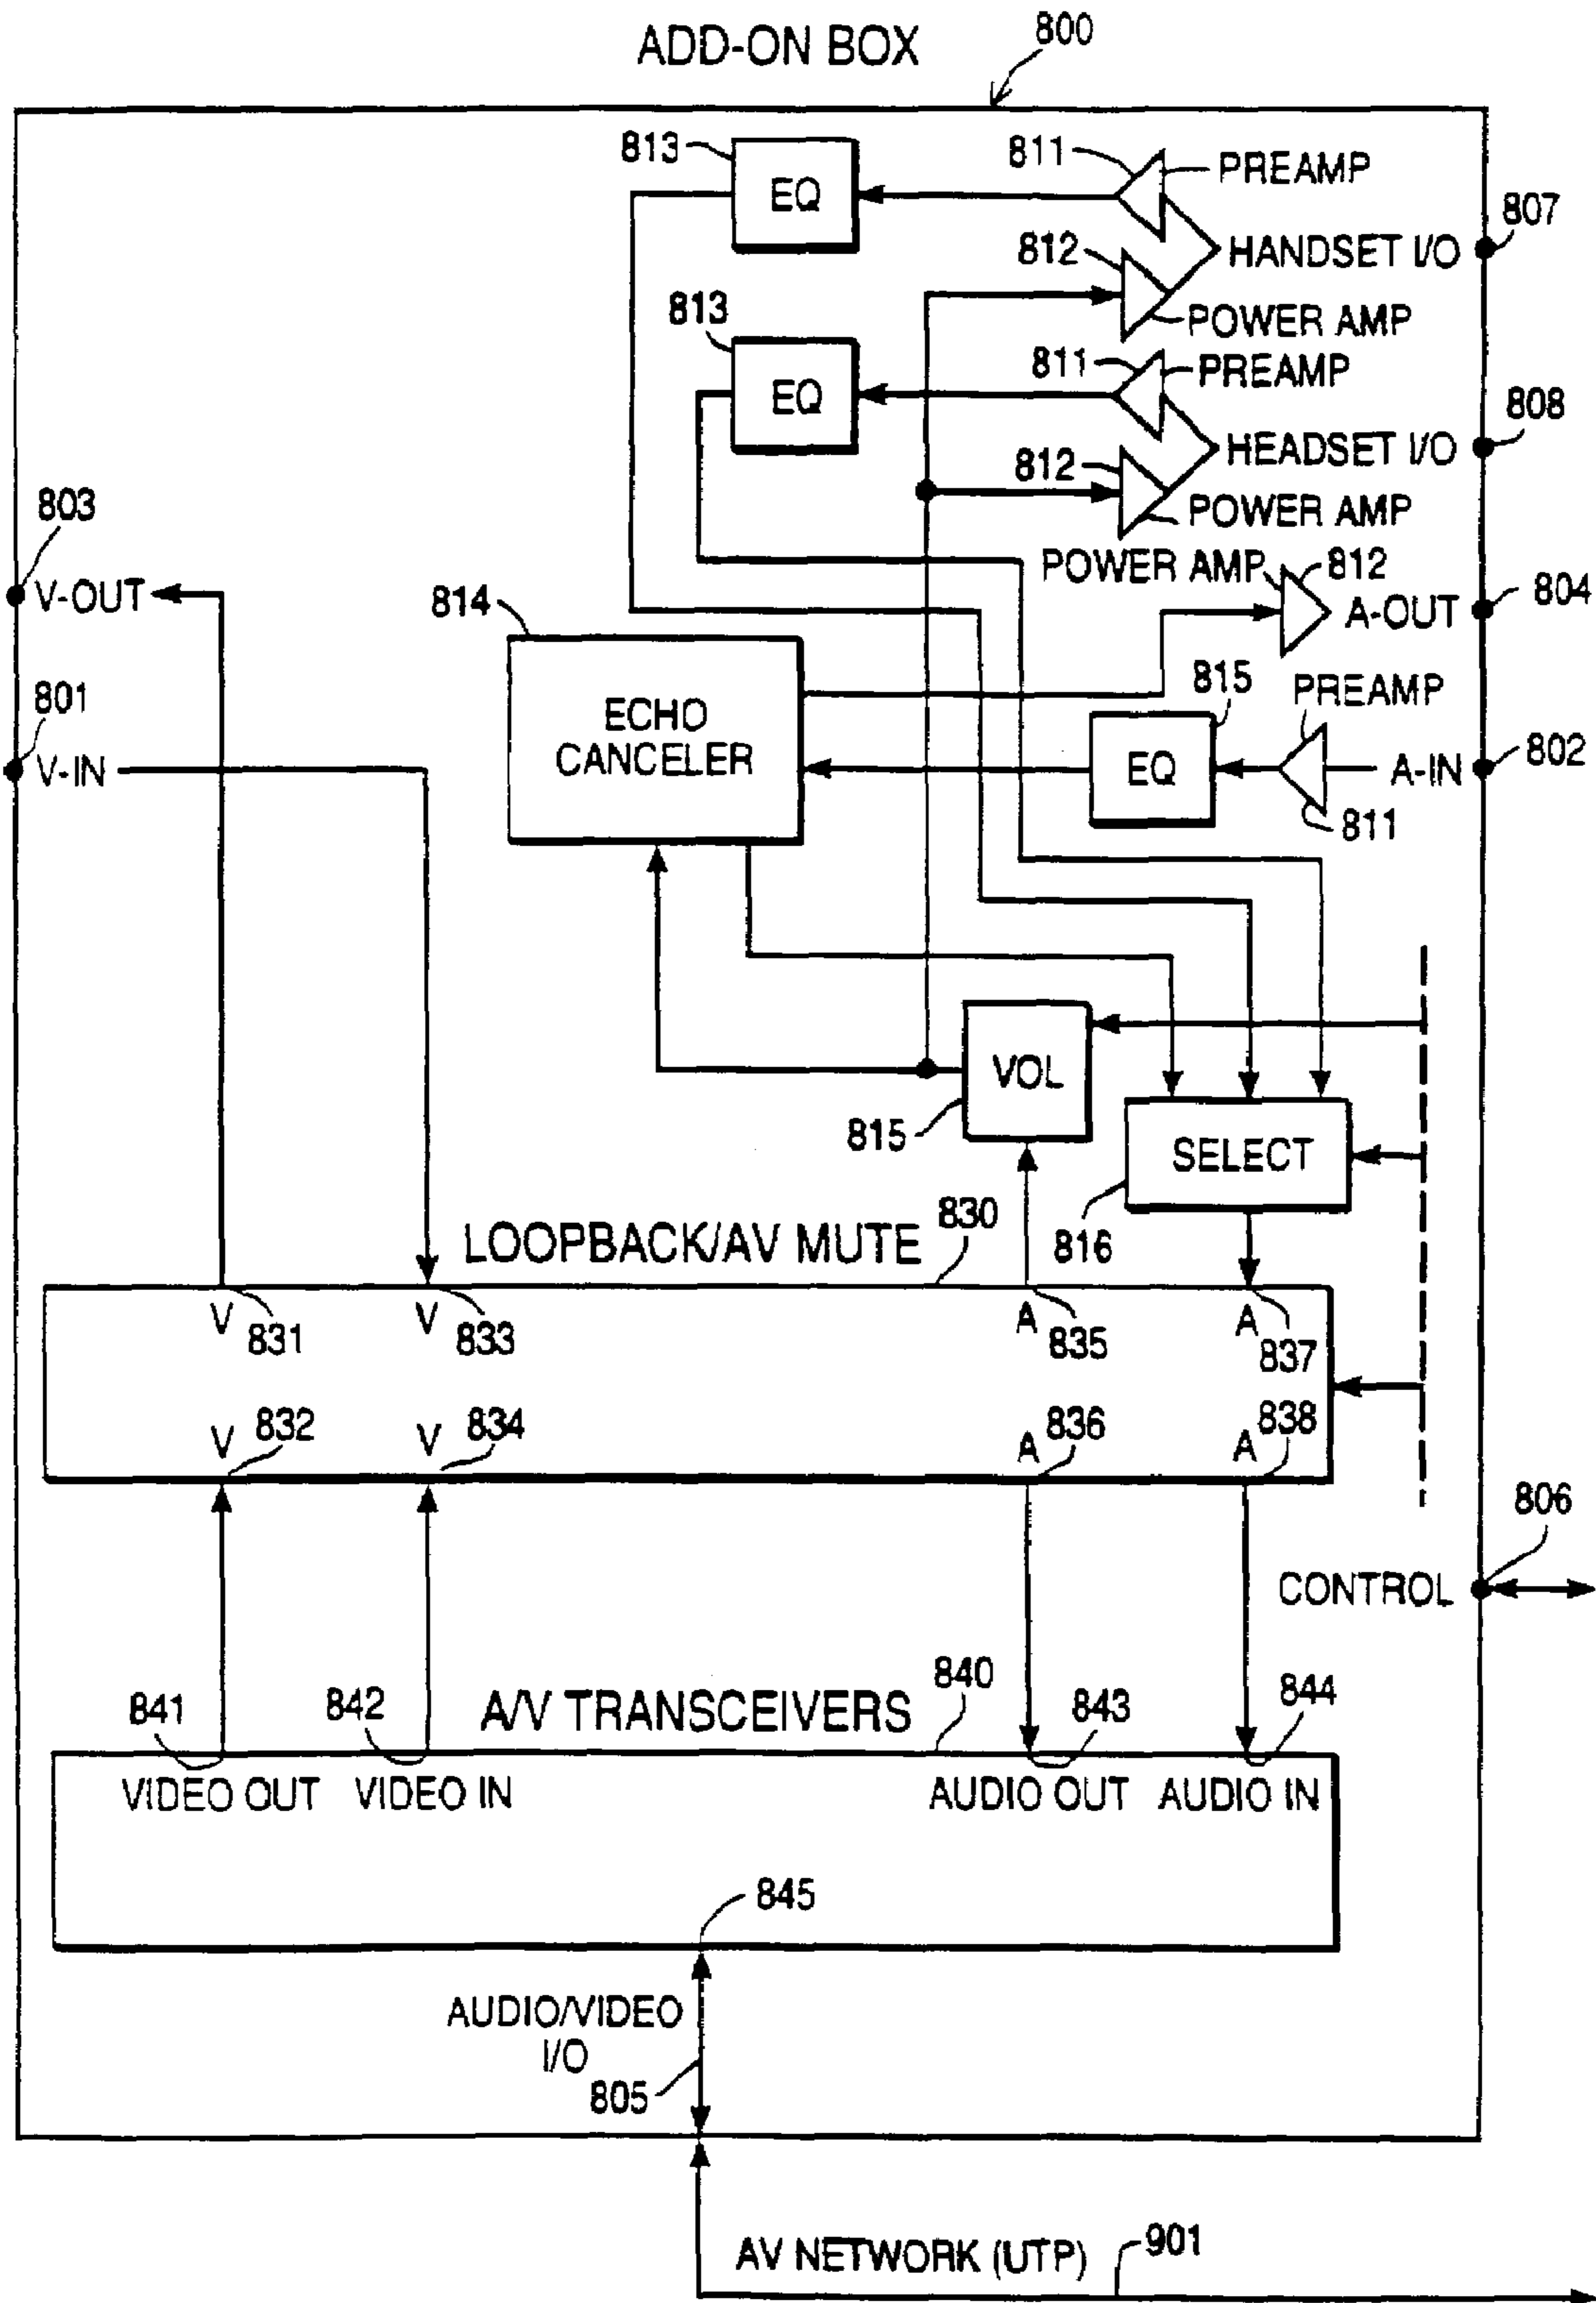 ADD-ON BOX
800
813
EQ
811
PREAMP
807
HANDSET I/O
812
POWER AMP
813
EQ
811
PREAMP
808
HEADSET I/O
812
POWER AMP
803
V-OUT
POWER AMP
812
A-OUT
804
814
ECHO
CANCELER
801
V-IN
815
EQ
PREAMP
811
A-IN
802
VOL
815
SELECT
816
LOOPBACK/AV MUTE
830
V
831
V
833
A
835
A
837
V
832
V
834
A
836
A
838
806
CONTROL
A/V TRANSCEIVERS
840
841
842
843
844
VIDEO OUT
VIDEO IN
AUDIO OUT
AUDIO IN
845
AUDIO/VIDEO
I/O
805
AV NETWORK (UTP)
901